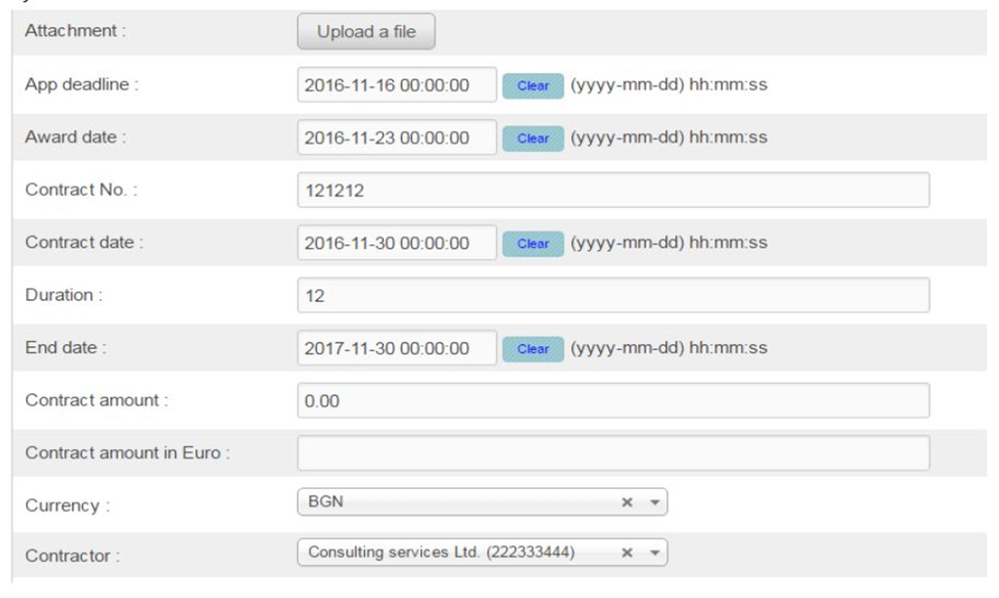 Attachment :
Upload a file
App deadline :
2016-11-16 00:00:00 Clear (yyyy-mm-dd) hh:mm:ss
Award date :
2016-11-23 00:00:00 Clear (yyyy-mm-dd) hh:mm:ss
Contract No. :
121212
Contract date :
2016-11-30 00:00:00 Clear (yyyy-mm-dd) hh:mm:ss
Duration :
12
End date :
2017-11-30 00:00:00 Clear (yyyy-mm-dd) hh:mm:ss
Contract amount :
0.00
Contract amount in Euro :
Currency :
BGN
Contractor :
Consulting services Ltd. (222333444)